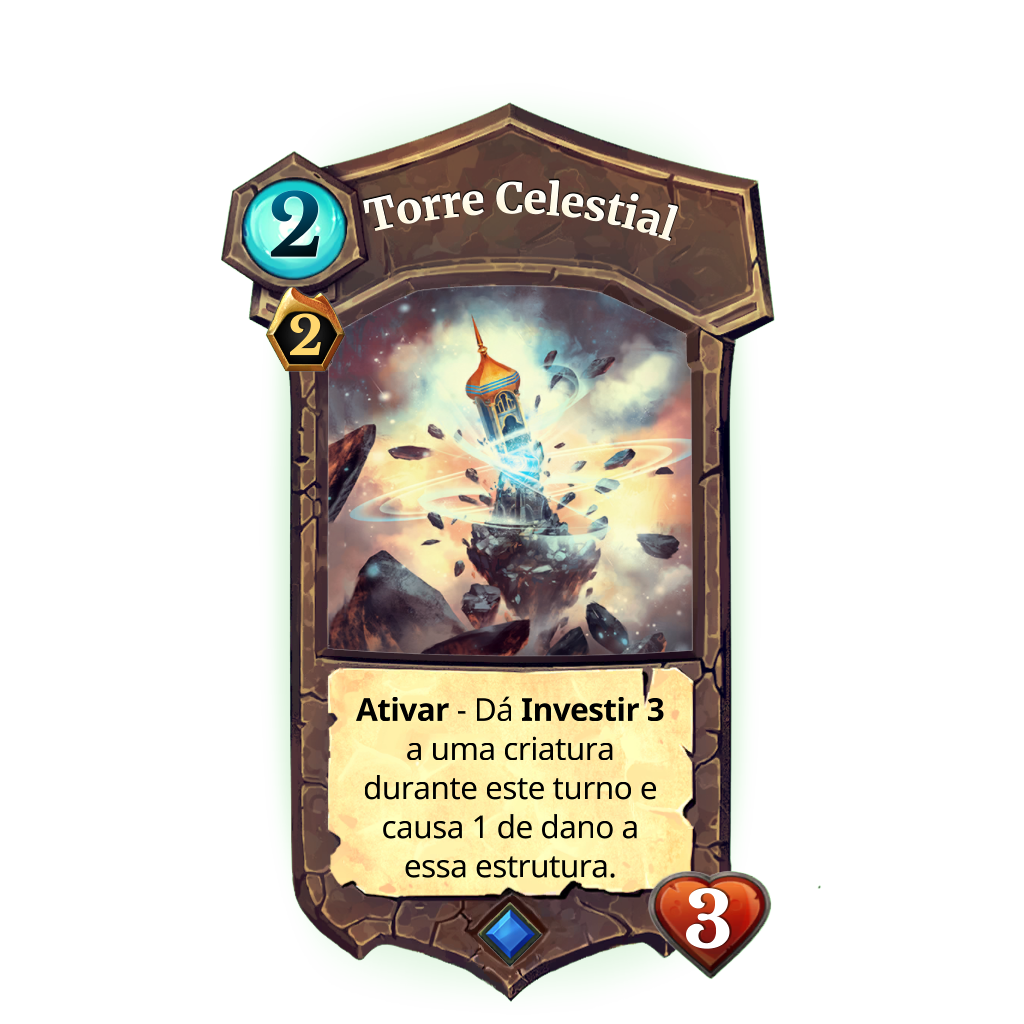 Torre Celestial
2
2
Ativar - Dá Investir 3
a uma criatura
durante este turno e
causa 1 de dano a
essa estrutura.
3